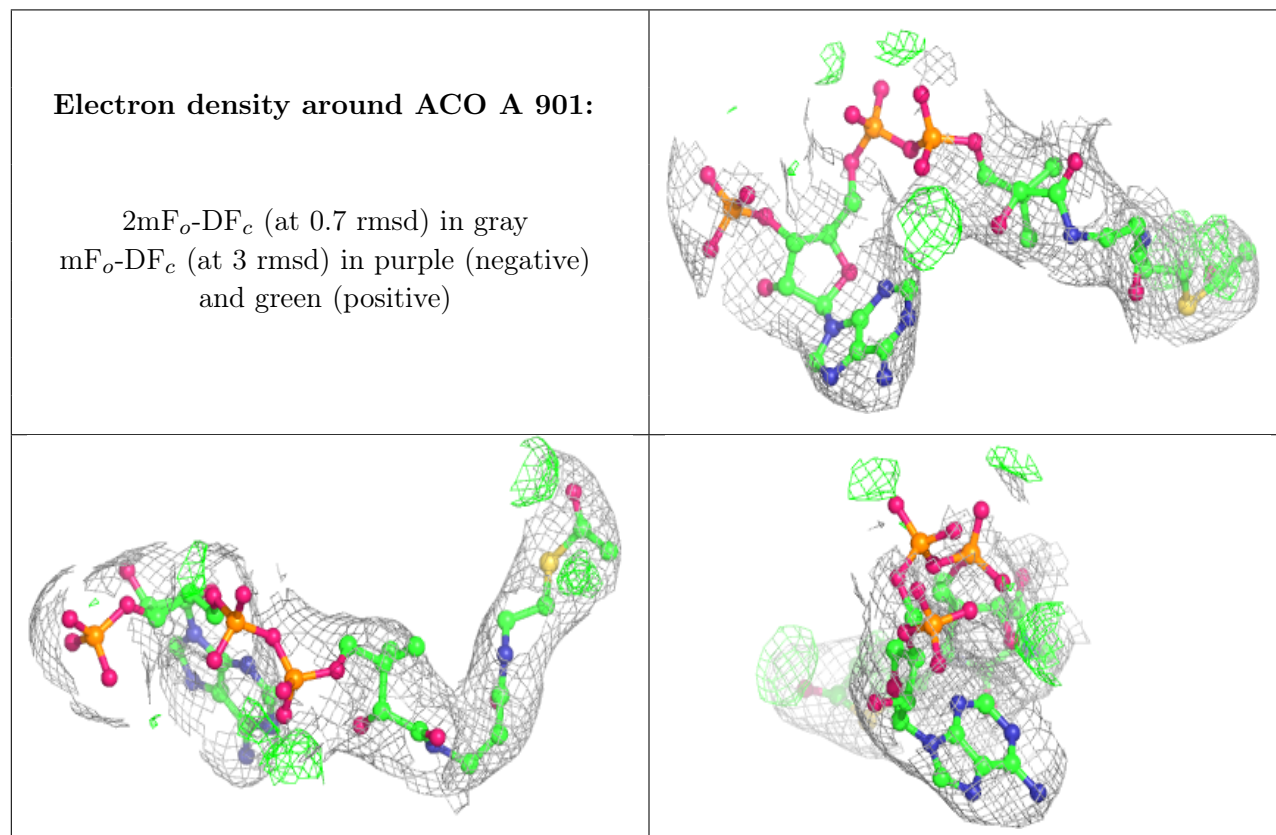 Electron density around ACO A 901:
2mFo-DFc (at 0.7 rmsd) in gray
mFo-DFc (at 3 rmsd) in purple (negative)
and green (positive)